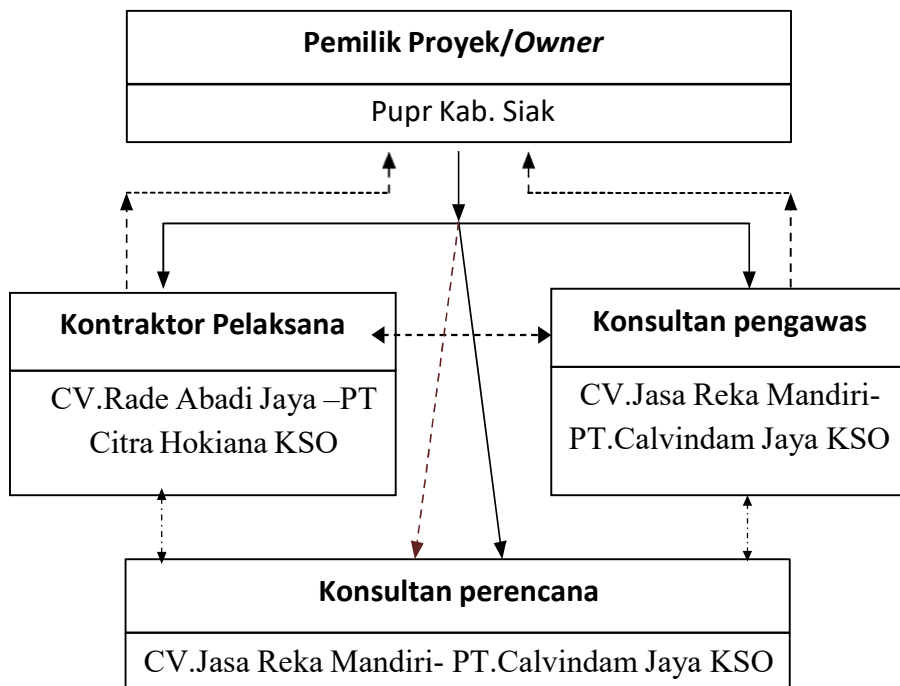 Pemilik Proyek/Owner
Pupr Kab. Siak
Kontraktor Pelaksana
CV.Rade Abadi Jaya –PT
Citra Hokiana KSO
Konsultan pengawas
CV.Jasa Reka Mandiri-
PT.Calvindam Jaya KSO
Konsultan perencana
CV.Jasa Reka Mandiri- PT.Calvindam Jaya KSO